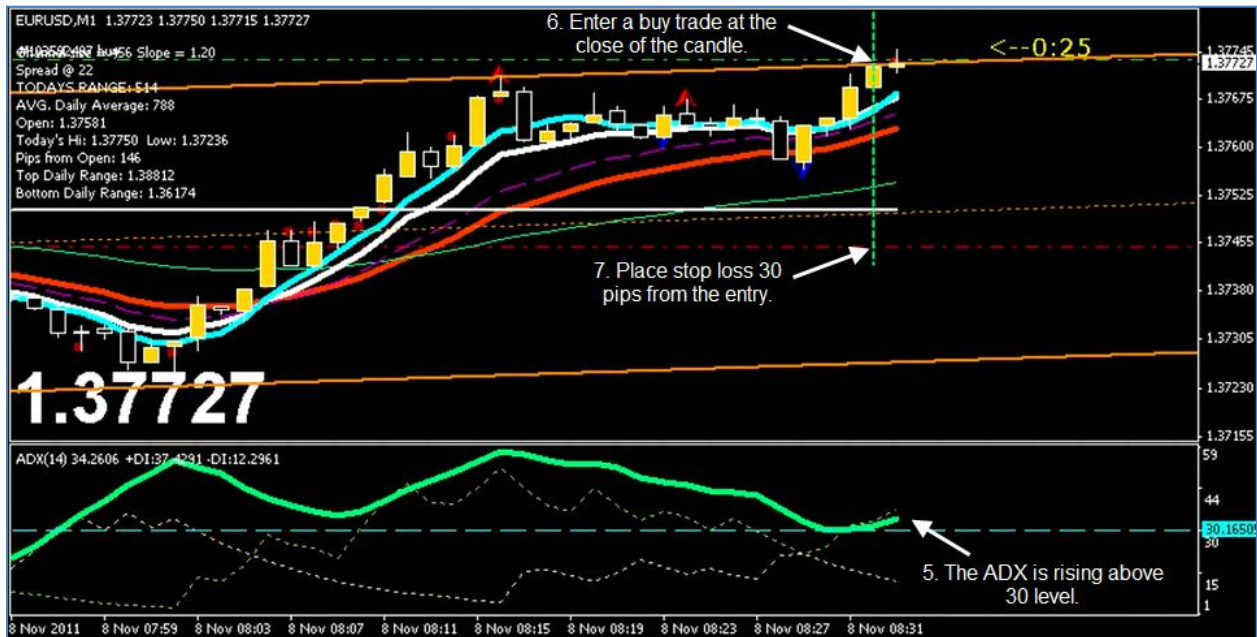 EURUSD,M1 1.37723 1.37750 1.37715 1.37727
6. Enter a buy trade at the
close of the candle.
<--0:25
Slope = 1.20
Spread @ 22
TODAYS RANGE: 514
AVG. Daily Average: 788
Open: 1.37581
Today's Hi: 1.37750 Low: 1.37236
Pips from Open: 146
Top Daily Range: 1.38812
Bottom Daily Range: 1.36174
7. Place stop loss 30
pips from the entry.
1.37727
1.37745
1.37727
1.37675
1.37600
1.37525
1.37455
1.37380
1.37305
1.37230
1.37155
ADX(14) 34.2606 +DI:37.4291 -DI:12.2961
5. The ADX is rising above
30 level.
59
44
30.1650
30
15
1
8 Nov 2011 8 Nov 07:59 8 Nov 08:03 8 Nov 08:07 8 Nov 08:11 8 Nov 08:15 8 Nov 08:19 8 Nov 08:23 8 Nov 08:27 8 Nov 08:31